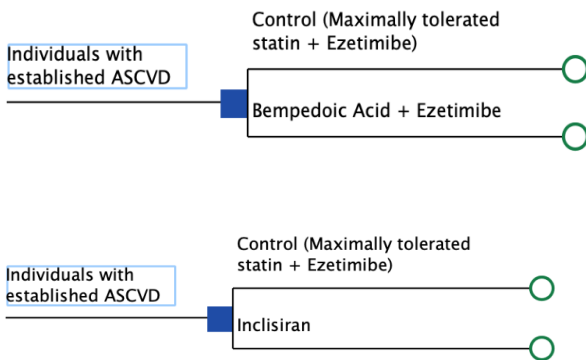 Control (Maximally tolerated
statin + Ezetimibe)
Individuals with
established ASCVD
Bempedoic Acid + Ezetimibe
Control (Maximally tolerated
statin + Ezetimibe)
Individuals with
established ASCVD
Inclisiran